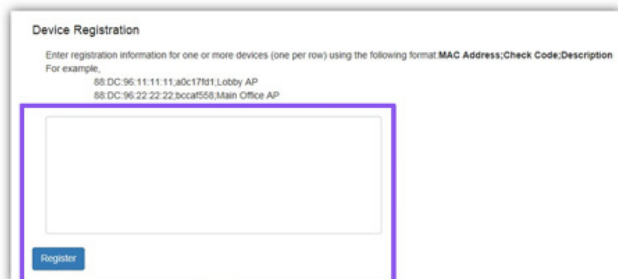 Device Registration
Enter registration information for one or more devices (one per row) using the following format:MAC Address;Check Code;Description
For example,
88:DC:96:11:11:11;a0c17fd1;Lobby AP
88:DC:96:22:22:22;bccaf558;Main Office AP
Register